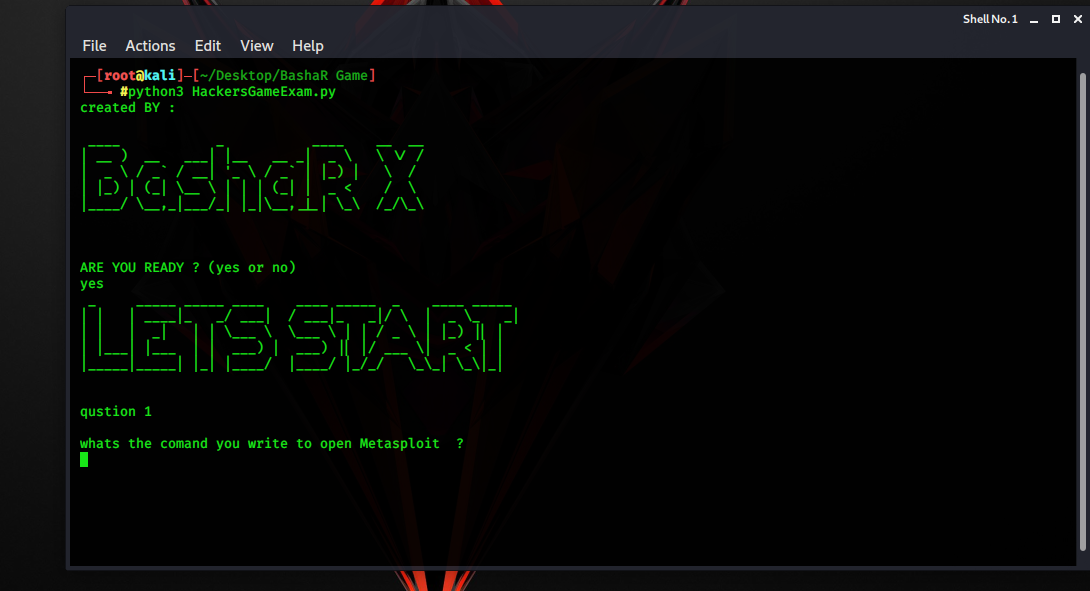 Shell No. 1
File Actions Edit View Help
┌─[root@kali]─[~/Desktop/BashaR Game]
└──╼ #python3 HackersGameExam.py
created BY :
BashaR X
ARE YOU READY ? (yes or no)
yes
LETS START
qustion 1
whats the comand you write to open Metasploit  ?